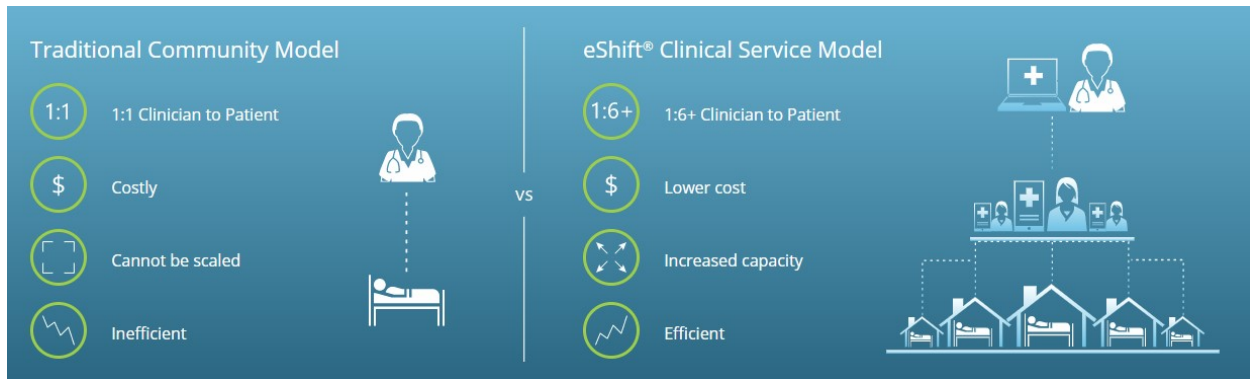 Traditional Community Model
1:1
1:1 Clinician to Patient
$
Costly
Cannot be scaled
Inefficient
vs
eShift® Clinical Service Model
1:6+
1:6+ Clinician to Patient
$
Lower cost
Increased capacity
Efficient